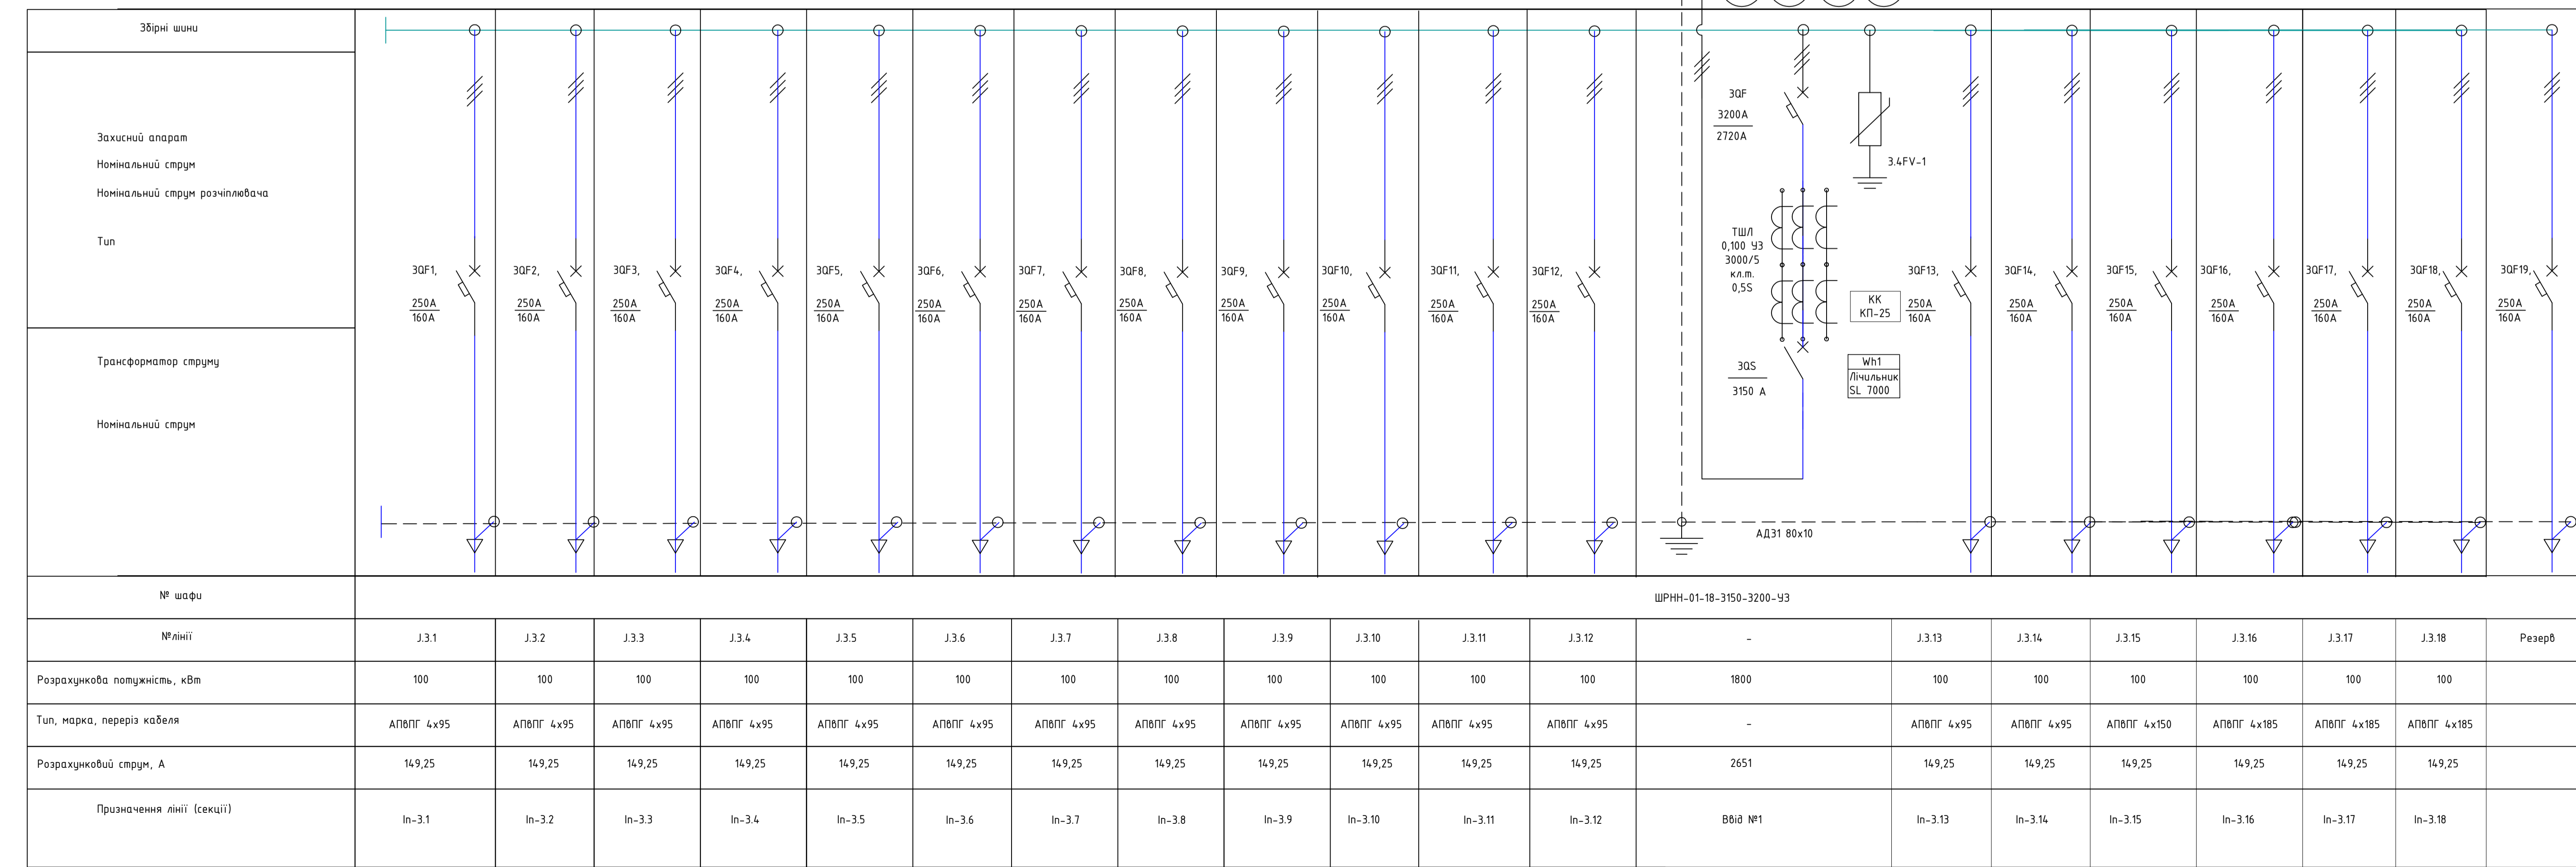 Збірні шини
Захисний апарат
Номінальний струм
Номінальний струм розчіплювача
Тип
3QF1,
250А
160А
3QF2,
250А
160А
3QF3,
250А
160А
3QF4,
250А
160А
3QF5,
250А
160А
3QF6,
250А
160А
3QF7,
250А
160А
3QF8,
250А
160А
3QF9,
250А
160А
3QF10,
250А
160А
3QF11,
250А
160А
3QF12,
250А
160А
3QF
3200А
2720А
3.4FV-1
ТШЛ
0,100 УЗ
3000/5
кл.т.
0,5S
КК
КП-25
3QS
3150 А
Wh1
Лічильник
SL 7000
3QF13,
250А
160А
3QF14,
250А
160А
3QF15,
250А
160А
3QF16,
250А
160А
3QF17,
250А
160А
3QF18,
250А
160А
3QF19,
250А
160А
Трансформатор струму
Номінальний струм
АД31 80x10
№ шафи
ШРНН-01-18-3150-3200-УЗ
№лінії J.3.1 J.3.2 J.3.3 J.3.4 J.3.5 J.3.6 J.3.7 J.3.8 J.3.9 J.3.10 J.3.11 J.3.12 - J.3.13 J.3.14 J.3.15 J.3.16 J.3.17 J.3.18 Резерв
Розрахункова потужність, кВт 100 100 100 100 100 100 100 100 100 100 100 100 1800 100 100 100 100 100 100
Тип, марка, переріз кабеля АПвПГ 4х95 АПвПГ 4х95 АПвПГ 4х95 АПвПГ 4х95 АПвПГ 4х95 АПвПГ 4х95 АПвПГ 4х95 АПвПГ 4х95 АПвПГ 4х95 АПвПГ 4х95 АПвПГ 4х95 АПвПГ 4х95 - АПвПГ 4х95 АПвПГ 4х95 АПвПГ 4х150 АПвПГ 4х185 АПвПГ 4х185 АПвПГ 4х185
Розрахунковий струм, А 149,25 149,25 149,25 149,25 149,25 149,25 149,25 149,25 149,25 149,25 149,25 149,25 2651 149,25 149,25 149,25 149,25 149,25 149,25
Призначення лінії (секції) In-3.1 In-3.2 In-3.3 In-3.4 In-3.5 In-3.6 In-3.7 In-3.8 In-3.9 In-3.10 In-3.11 In-3.12 Ввід №1 In-3.13 In-3.14 In-3.15 In-3.16 In-3.17 In-3.18